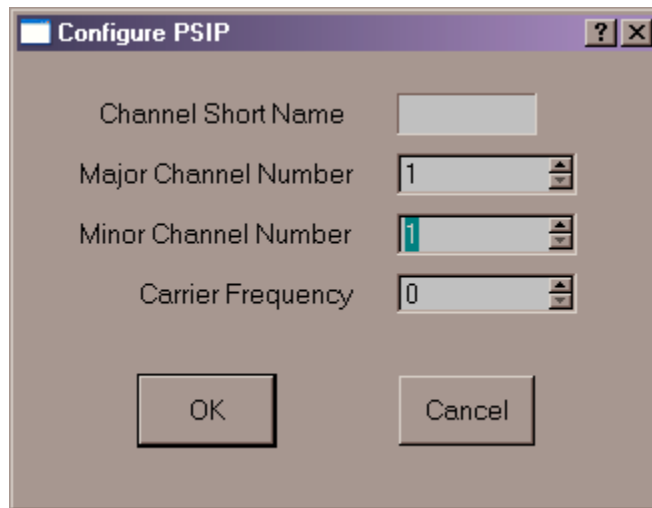 Configure PSIP
Channel Short Name
Major Channel Number 1
Minor Channel Number 1
Carrier Frequency 0
OK Cancel